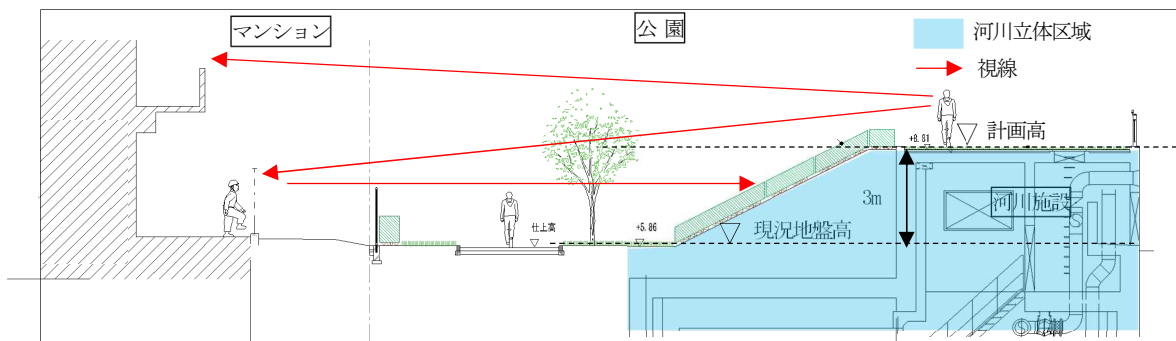 マンション
公園
河川立体区域
視線
+8.81
計画高
3m
河川施設
仕上高
+5.86
現況地盤高